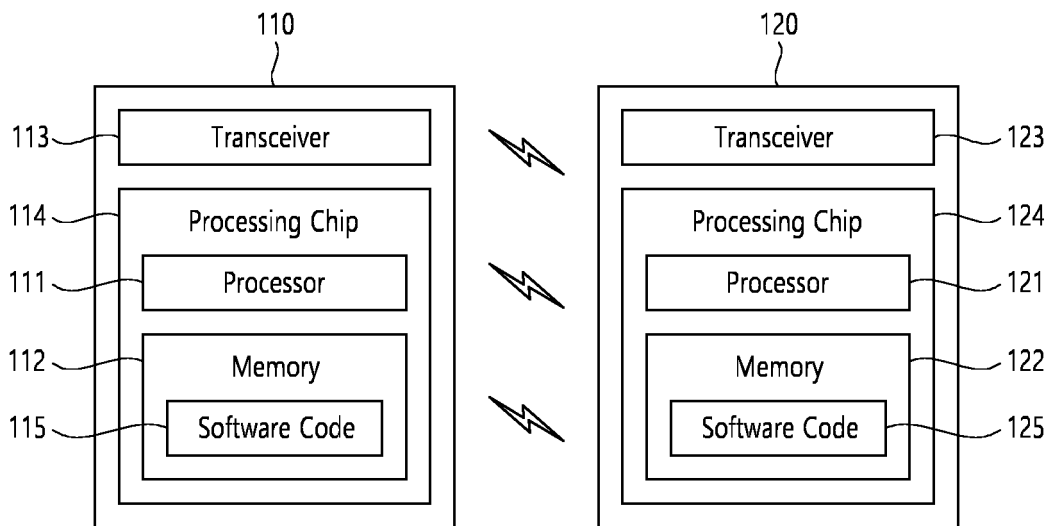 110
120
113
Transceiver
Transceiver
123
114
Processing Chip
Processing Chip
124
111
Processor
Processor
121
112
Memory
Memory
122
115
Software Code
Software Code
125